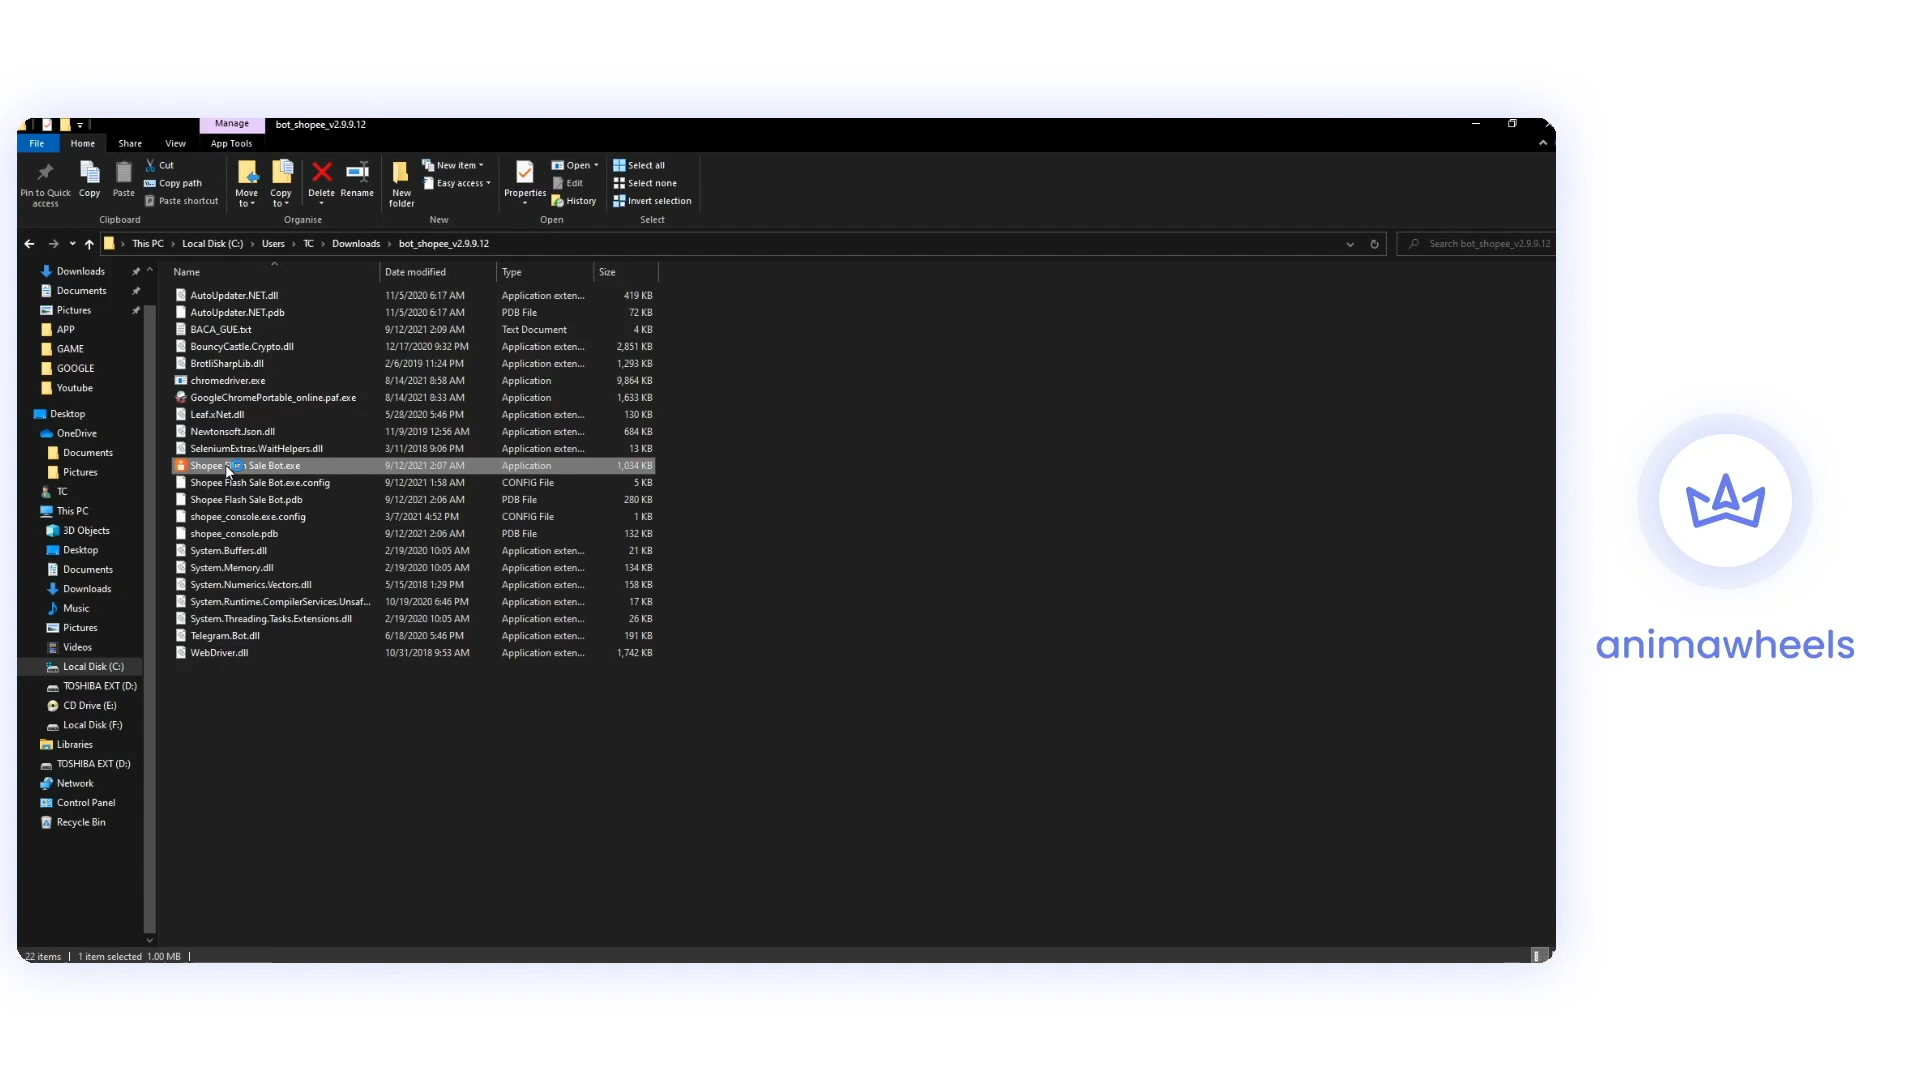 Manage
bot_shopee_v2.9.9.12
File Home Share View App Tools
Pin to Quick access
Copy
Paste
Cut
Copy path
Paste shortcut
Clipboard
Move to
Copy to
Delete
Rename
Organise
New folder
New item
Easy access
New
Properties
Open
Edit
History
Open
Select all
Select none
Invert selection
Select
This PC > Local Disk (C:) > Users > TC > Downloads > bot_shopee_v2.9.9.12
Search bot_shopee_v2.9.9.12
Downloads
Documents
Pictures
APP
GAME
GOOGLE
Youtube
Desktop
OneDrive
Documents
Pictures
TC
This PC
3D Objects
Desktop
Documents
Downloads
Music
Pictures
Videos
Local Disk (C:)
TOSHIBA EXT (D:)
CD Drive (E:)
Local Disk (F:)
Libraries
TOSHIBA EXT (D:)
Network
Control Panel
Recycle Bin
Name Date modified Type Size
AutoUpdater.NET.dll 11/5/2020 6:17 AM Application exten... 419 KB
AutoUpdater.NET.pdb 11/5/2020 6:17 AM PDB File 72 KB
BACA_GUE.txt 9/12/2021 2:09 AM Text Document 4 KB
BouncyCastle.Crypto.dll 12/17/2020 9:32 PM Application exten... 2,851 KB
BrotliSharpLib.dll 2/6/2019 11:24 PM Application exten... 1,293 KB
chromedriver.exe 8/14/2021 8:58 AM Application 9,864 KB
GoogleChromePortable_online.paf.exe 8/14/2021 8:33 AM Application 1,633 KB
Leaf.xNet.dll 5/28/2020 5:46 PM Application exten... 130 KB
Newtonsoft.Json.dll 11/9/2019 12:56 AM Application exten... 684 KB
SeleniumExtras.WaitHelpers.dll 3/11/2018 9:06 PM Application exten... 13 KB
Shopee Flash Sale Bot.exe 9/12/2021 2:07 AM Application 1,034 KB
Shopee Flash Sale Bot.exe.config 9/12/2021 1:58 AM CONFIG File 5 KB
Shopee Flash Sale Bot.pdb 9/12/2021 2:06 AM PDB File 280 KB
shopee_console.exe.config 3/7/2021 4:52 PM CONFIG File 1 KB
shopee_console.pdb 9/12/2021 2:06 AM PDB File 132 KB
System.Buffers.dll 2/19/2020 10:05 AM Application exten... 21 KB
System.Memory.dll 2/19/2020 10:05 AM Application exten... 134 KB
System.Numerics.Vectors.dll 5/15/2018 1:29 PM Application exten... 158 KB
System.Runtime.CompilerServices.Unsaf... 10/19/2020 6:46 PM Application exten... 17 KB
System.Threading.Tasks.Extensions.dll 2/19/2020 10:05 AM Application exten... 26 KB
Telegram.Bot.dll 6/18/2020 5:46 PM Application exten... 191 KB
WebDriver.dll 10/31/2018 9:53 AM Application exten... 1,742 KB
22 items 1 item selected 1.00 MB
animawheels